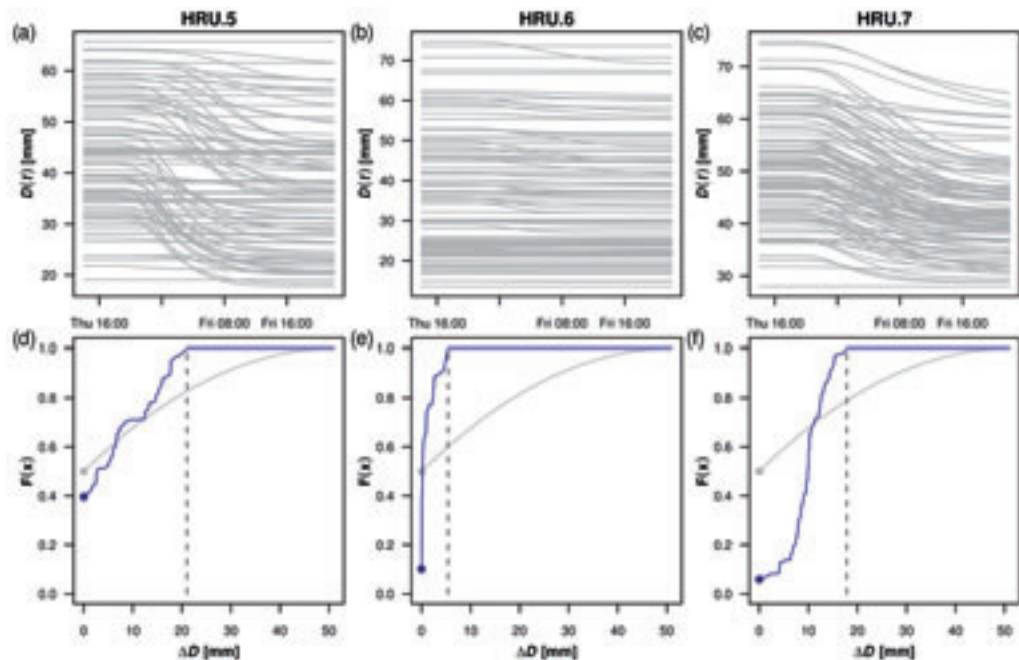 HRU.5 HRU.6 HRU.7
(a) (b) (c)
D(r) [mm] D(r) [mm] D(r) [mm]
60 50 40 30 20
70 60 50 40 30 20
70 60 50 40 30
Thu 16:00 Fri 08:00 Fri 16:00 Thu 16:00 Fri 08:00 Fri 16:00 Thu 16:00 Fri 08:00 Fri 16:00
(d) (e) (f)
F(x) F(x) F(x)
1.0 0.8 0.6 0.4 0.2 0.0
1.0 0.8 0.6 0.4 0.2 0.0
1.0 0.8 0.6 0.4 0.2 0.0
0 10 20 30 40 50 0 10 20 30 40 50 0 10 20 30 40 50
ΔD [mm] ΔD [mm] ΔD [mm]